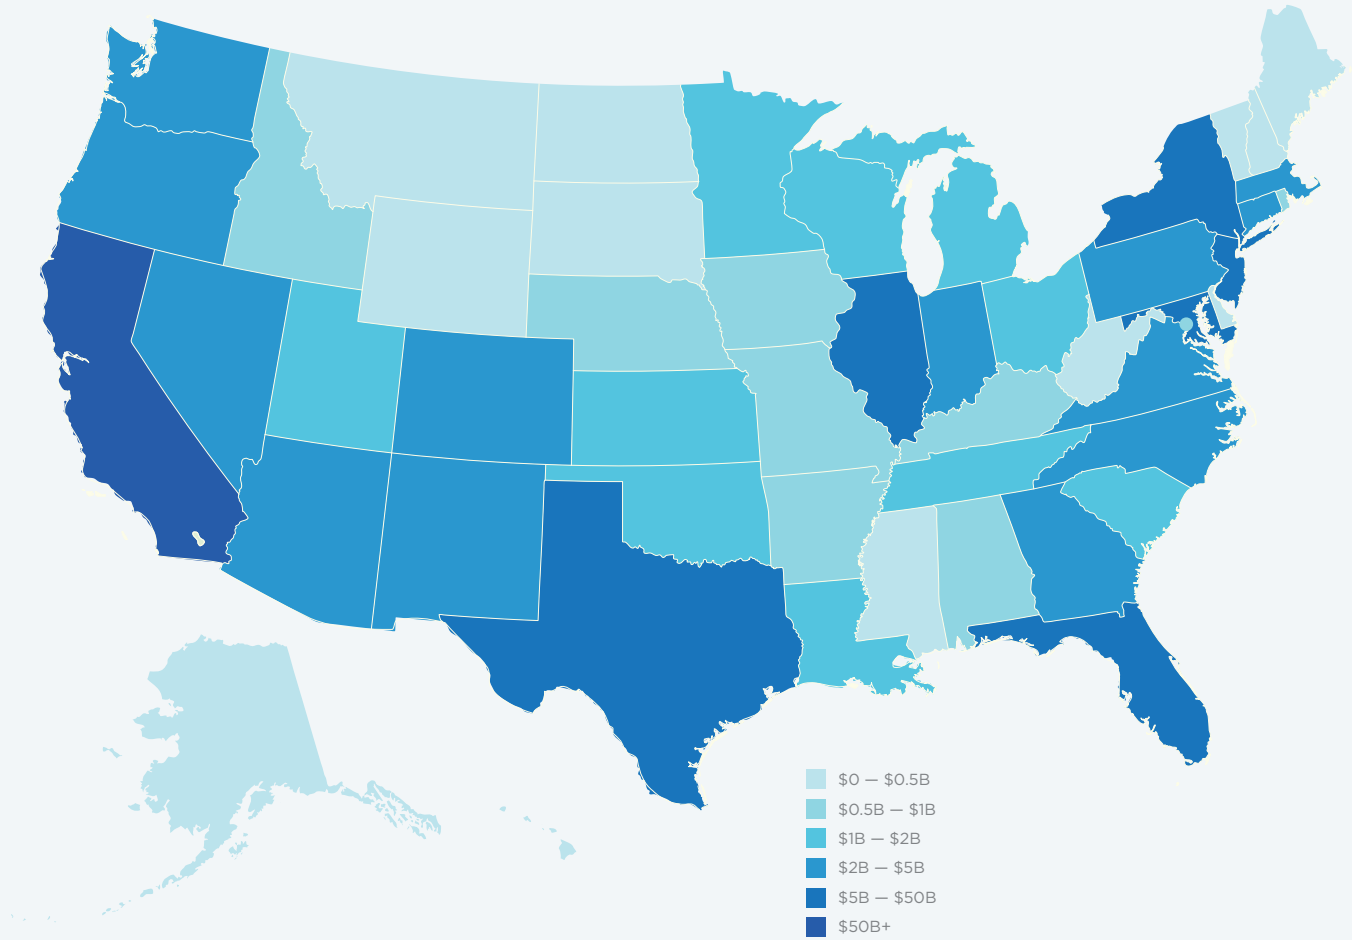 $0 — $0.5B
$0.5B — $1B
$1B — $2B
$2B — $5B
$5B — $50B
$50B+